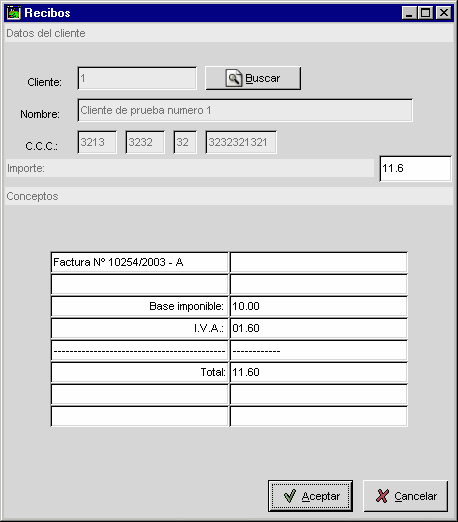 Recibos
Datos del cliente
Cliente: 1 Buscar
Nombre: Cliente de prueba numero 1
C.C.C.: 3213 3232 32 3232321321
Importe: 11.6
Conceptos
Factura Nº 10254/2003 - A
Base imponible: 10.00
I.V.A.: 01.60
------------------------------------------- ------------
Total: 11.60
Aceptar Cancelar